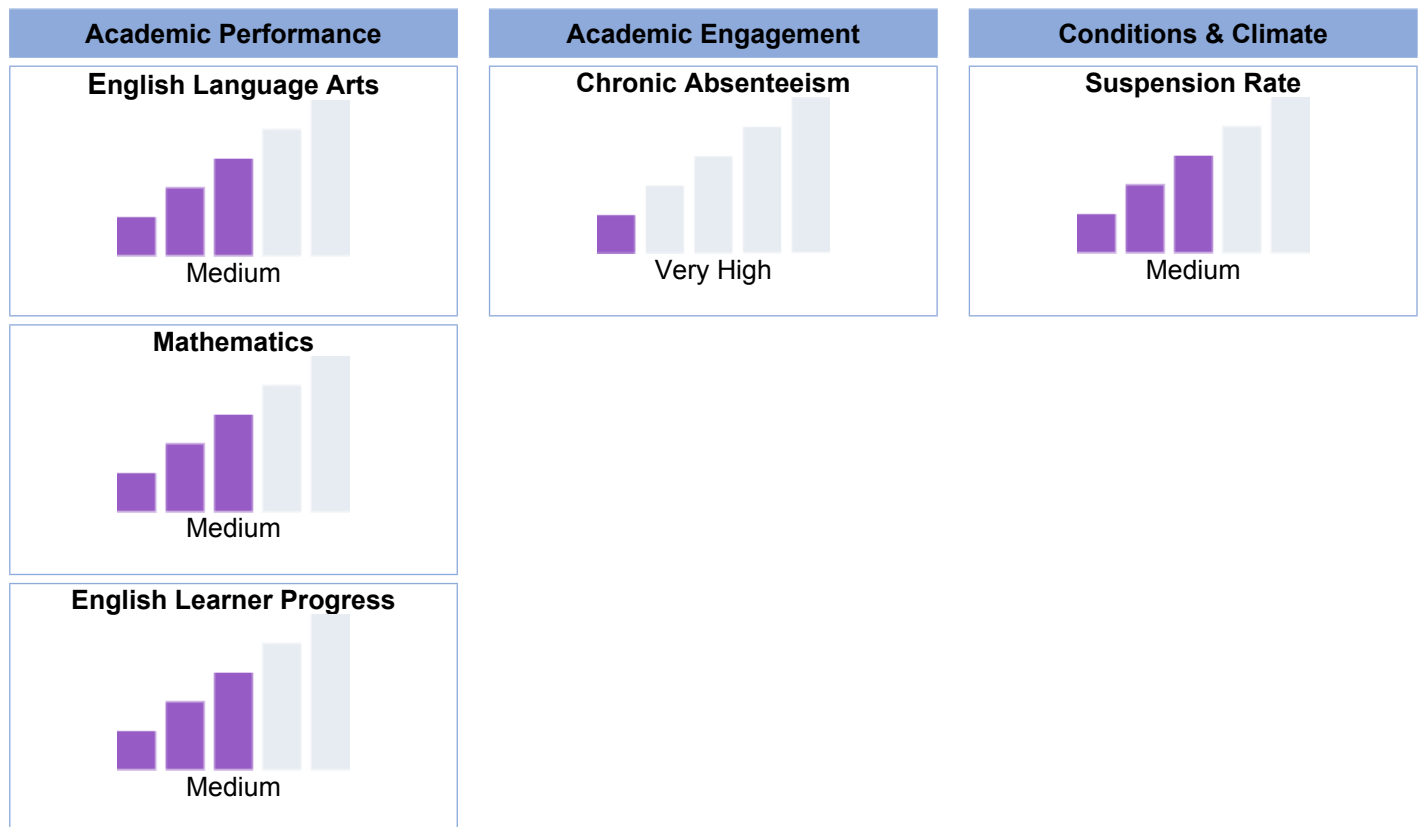 Academic Performance
Academic Engagement
Conditions & Climate
English Language Arts
Medium
Chronic Absenteeism
Very High
Suspension Rate
Medium
Mathematics
Medium
English Learner Progress
Medium